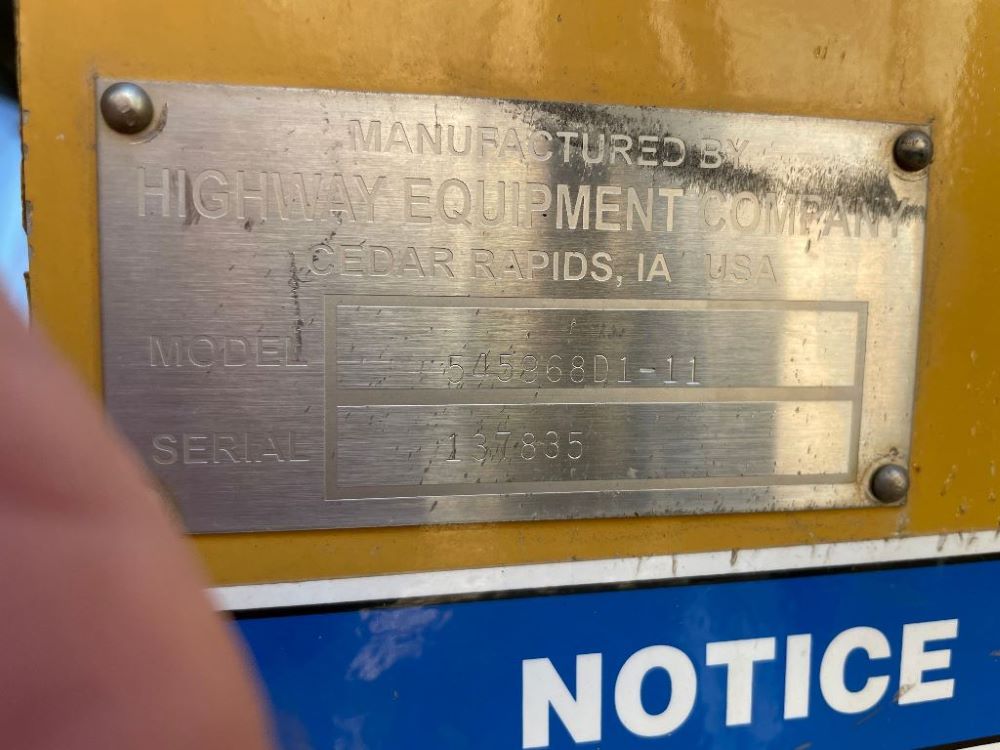 MANUFACTURED BY
HIGHWAY EQUIPMENT COMPANY
CEDAR RAPIDS, IA USA
MODEL 545868D1-11
SERIAL 137835
NOTICE